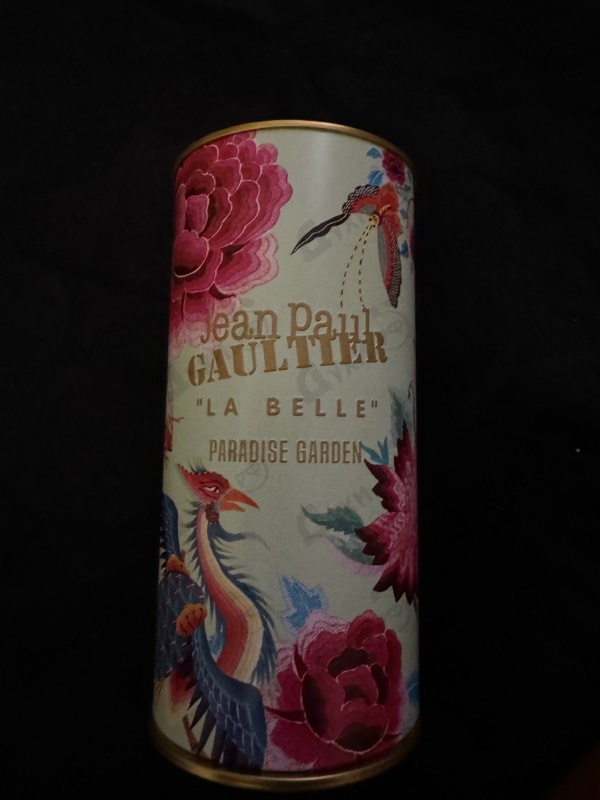 Jean Paul
GAULTIER
"LA BELLE"
PARADISE GARDEN